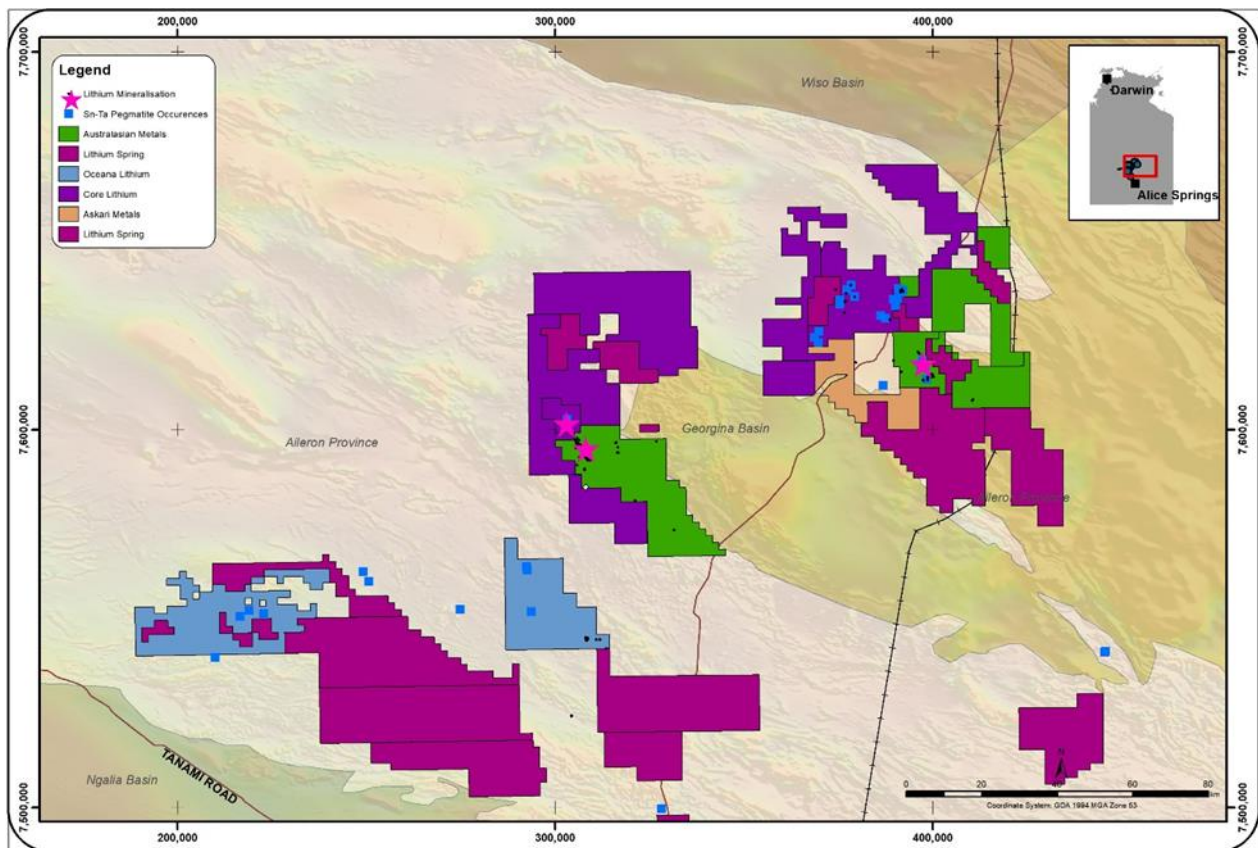 200,000 300,000 400,000
7,700,000 7,700,000
Legend
Lithium Mineralisation
Sn-Ta Pegmatite Occurences
Australasian Metals
Lithium Spring
Oceana Lithium
Core Lithium
Askari Metals
Lithium Spring
Wiso Basin
Darwin
Alice Springs
7,600,000 7,600,000
Aileron Province
Georgina Basin
Aileron Province
Ngalia Basin
TANAMI ROAD
N
0 20 40 60 80
km
Coordinate System: GDA 1994 MGA Zone 53
7,500,000 7,500,000
200,000 300,000 400,000